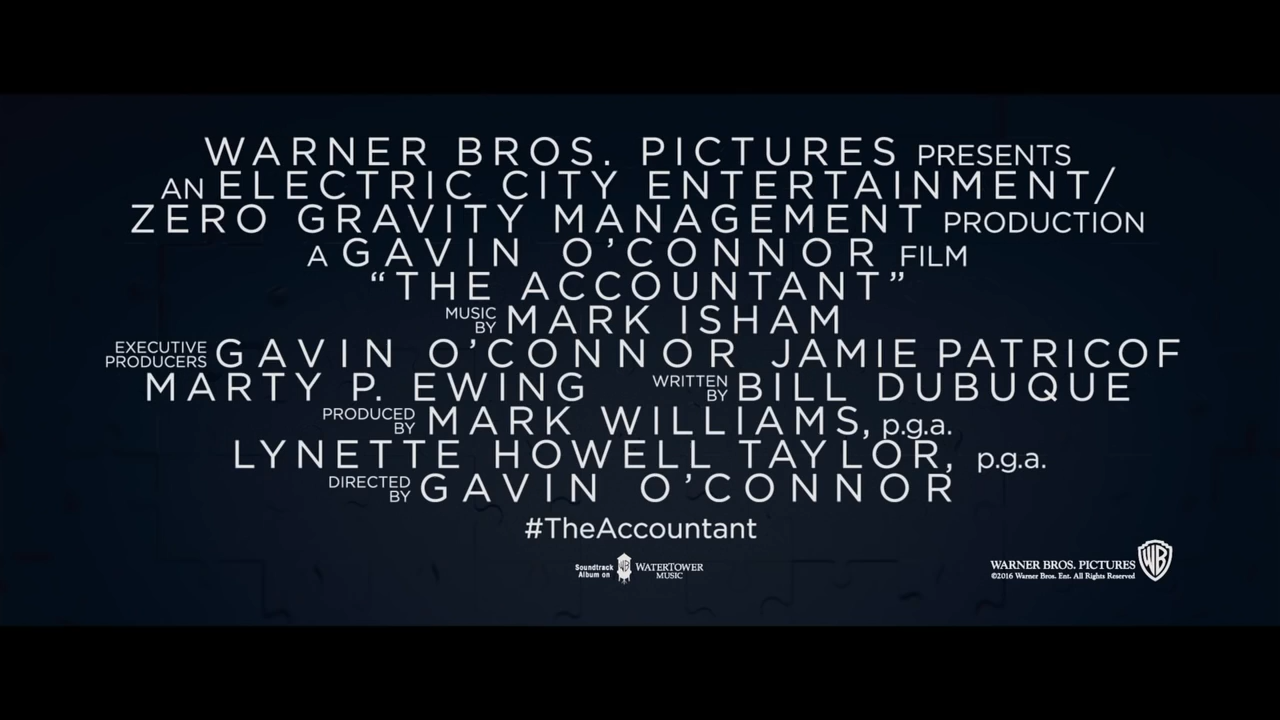 WARNER BROS. PICTURES PRESENTS
AN ELECTRIC CITY ENTERTAINMENT/
ZERO GRAVITY MANAGEMENT PRODUCTION
A GAVIN O’CONNOR FILM
“THE ACCOUNTANT”
MUSIC BY MARK ISHAM
EXECUTIVE PRODUCERS GAVIN O’CONNOR JAMIE PATRICOF
MARTY P. EWING WRITTEN BY BILL DUBUQUE
PRODUCED BY MARK WILLIAMS, p.g.a.
LYNETTE HOWELL TAYLOR, p.g.a.
DIRECTED BY GAVIN O’CONNOR
#TheAccountant
Soundtrack Album on WB WATERTOWER MUSIC
WARNER BROS. PICTURES WB
©2016 Warner Bros. Ent. All Rights Reserved